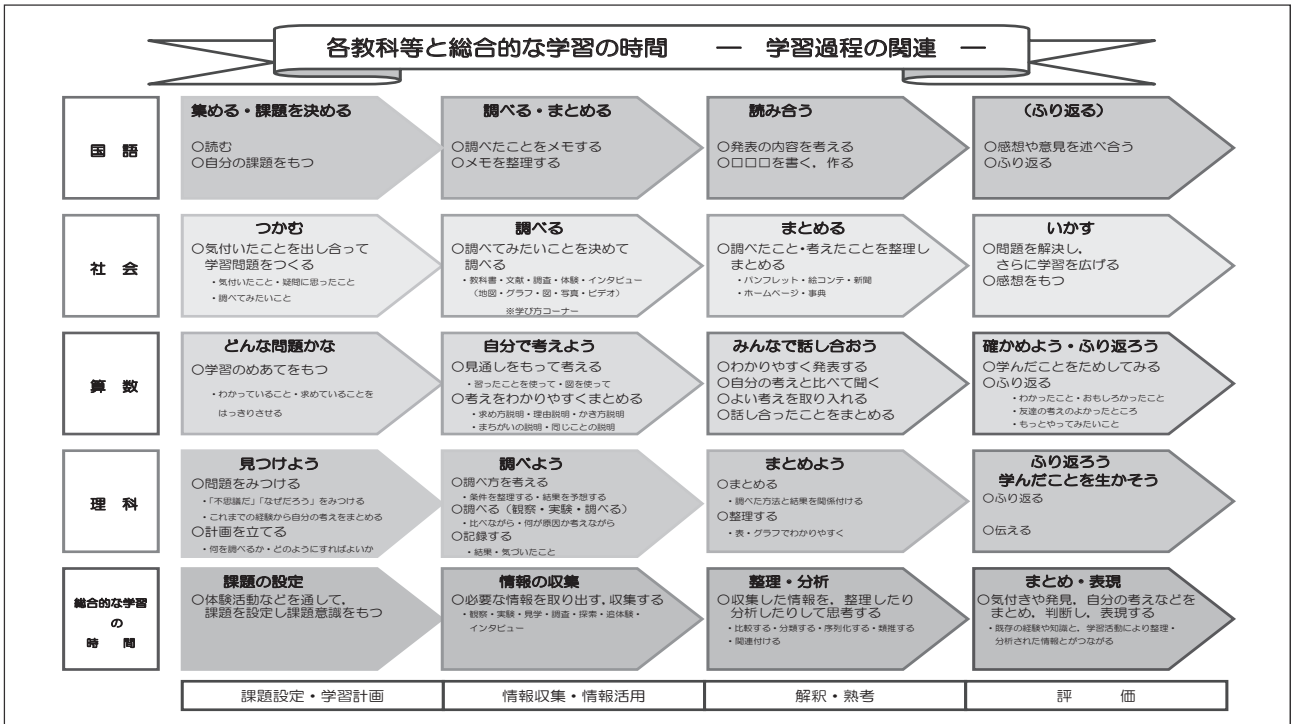 各教科等と総合的な学習の時間　― 学習過程の関連 ―
国　語
集める・課題を決める
○読む
○自分の課題をもつ
調べる・まとめる
○調べたことをメモする
○メモを整理する
読み合う
○発表の内容を考える
○□□□を書く，作る
（ふり返る）
○感想や意見を述べ合う
○ふり返る
社　会
つかむ
○気付いたことを出し合って
学習問題をつくる
・気付いたこと・疑問に思ったこと
・調べてみたいこと
調べる
○調べてみたいことを決めて
調べる
・教科書・文献・調査・体験・インタビュー
（地図・グラフ・図・写真・ビデオ）
※学び方コーナー
まとめる
○調べたこと・考えたことを整理し
まとめる
・パンフレット・絵コンテ・新聞
・ホームページ・事典
いかす
○問題を解決し，
さらに学習を広げる
○感想をもつ
算　数
どんな問題かな
○学習のめあてをもつ
・わかっていること・求めていることを
はっきりさせる
自分で考えよう
○見通しをもって考える
・習ったことを使って・図を使って
○考えをわかりやすくまとめる
・求め方説明・理由説明・かき方説明
・まちがいの説明・同じことの説明
みんなで話し合おう
○わかりやすく発表する
○自分の考えと比べて聞く
○よい考えを取り入れる
○話し合ったことをまとめる
確かめよう・ふり返ろう
○学んだことをためしてみる
○ふり返る
・わかったこと・おもしろかったこと
・友達の考えのよかったところ
・もっとやってみたいこと
理　科
見つけよう
○問題をみつける
・「不思議だ」「なぜだろう」をみつける
・これまでの経験から自分の考えをまとめる
○計画を立てる
・何を調べるか・どのようにすればよいか
調べよう
○調べ方を考える
・条件を整理する・結果を予想する
○調べる（観察・実験・調べる）
・比べながら・何が原因か考えながら
○記録する
・結果・気づいたこと
まとめよう
○まとめる
・調べた方法と結果を関係付ける
○整理する
・表・グラフでわかりやすく
ふり返ろう
学んだことを生かそう
○ふり返る
○伝える
総合的な学習
の
時　間
課題の設定
○体験活動などを通して，
課題を設定し課題意識をもつ
情報の収集
○必要な情報を取り出す，収集する
・観察・実験・見学・調査・探索・追体験・
インタビュー
整理・分析
○収集した情報を，整理したり
分析したりして思考する
・比較する・分類する・序列化する・類推する
・関連付ける
まとめ・表現
○気付きや発見，自分の考えなどを
まとめ，判断し，表現する
・既存の経験や知識と，学習活動により整理・
分析された情報とがつながる
課題設定・学習計画
情報収集・情報活用
解釈・熟考
評　価